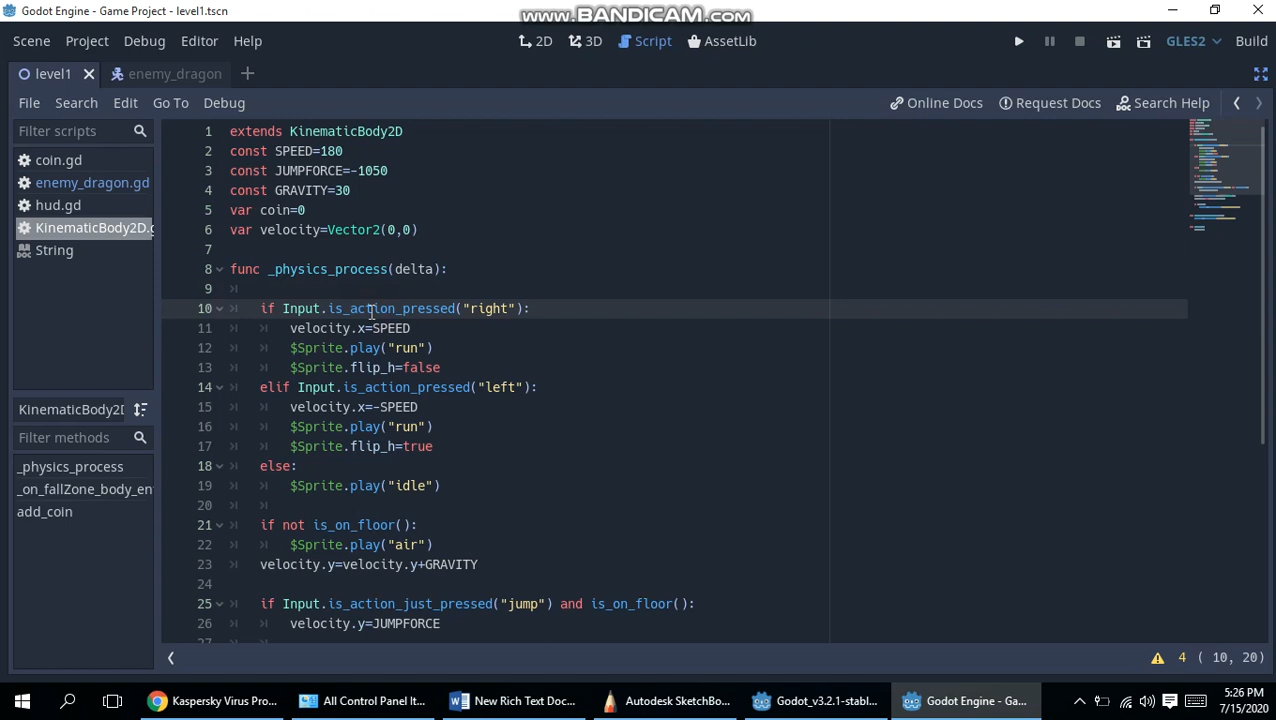 Godot Engine - Game Project - level1.tscn
www.BANDICAM.com
Scene Project Debug Editor Help
2D 3D Script AssetLib
GLES2 Build
level1 enemy_dragon
File Search Edit Go To Debug
Online Docs Request Docs Search Help
Filter scripts
coin.gd
enemy_dragon.gd
hud.gd
KinematicBody2D.g
String
KinematicBody2D
Filter methods
_physics_process
_on_fallZone_body_en
add_coin
1 extends KinematicBody2D
2 const SPEED=180
3 const JUMPFORCE=-1050
4 const GRAVITY=30
5 var coin=0
6 var velocity=Vector2(0,0)
7
8 func _physics_process(delta):
9
10 if Input.is_action_pressed("right"):
11 velocity.x=SPEED
12 $Sprite.play("run")
13 $Sprite.flip_h=false
14 elif Input.is_action_pressed("left"):
15 velocity.x=-SPEED
16 $Sprite.play("run")
17 $Sprite.flip_h=true
18 else:
19 $Sprite.play("idle")
20
21 if not is_on_floor():
22 $Sprite.play("air")
23 velocity.y=velocity.y+GRAVITY
24
25 if Input.is_action_just_pressed("jump") and is_on_floor():
26 velocity.y=JUMPFORCE
27
4 ( 10, 20)
Kaspersky Virus Pro...
All Control Panel Ite...
New Rich Text Doc...
Autodesk SketchBo...
Godot_v3.2.1-stabl...
Godot Engine - Ga...
5:26 PM
7/15/2020